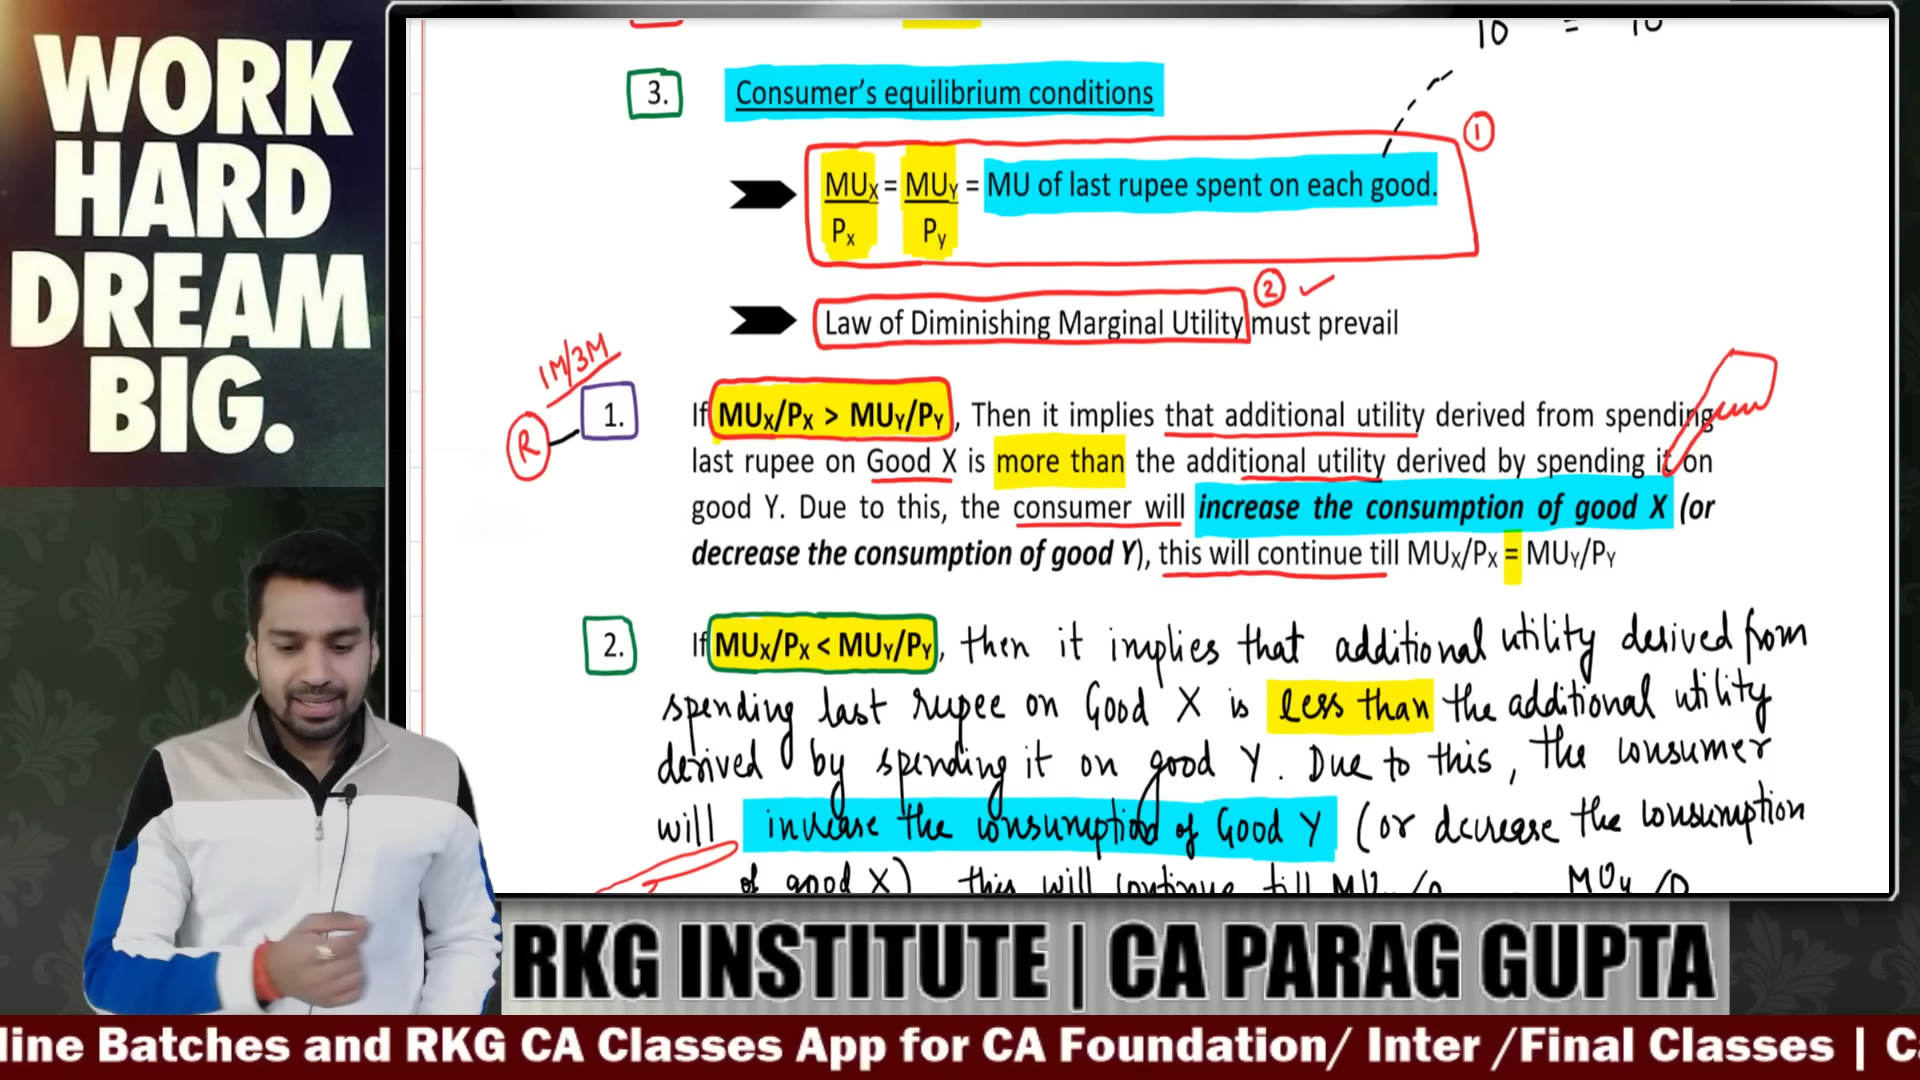 WORK
HARD
DREAM
BIG.
10 = 10
3. Consumer's equilibrium conditions
①
MUX = MUY = MU of last rupee spent on each good.
Px Py
② ✓
Law of Diminishing Marginal Utility must prevail
1M/3M
R
1. If MUX/PX > MUY/PY, Then it implies that additional utility derived from spending
last rupee on Good X is more than the additional utility derived by spending it on
good Y. Due to this, the consumer will increase the consumption of good X (or
decrease the consumption of good Y), this will continue till MUX/PX = MUY/PY
2. If MUX/PX < MUY/PY, then it implies that additional utility derived from
spending last rupee on Good X is less than the additional utility
derived by spending it on good Y. Due to this, the consumer
will increase the consumption of Good Y (or decrease the consumption
of good X) this will continue till
RKG INSTITUTE | CA PARAG GUPTA
line Batches and RKG CA Classes App for CA Foundation/ Inter /Final Classes |